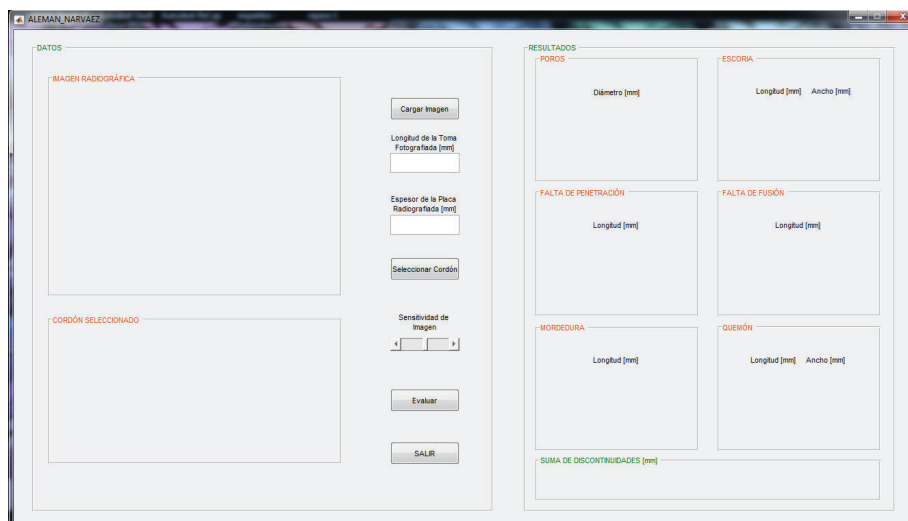 ALEMAN_NARVAEZ
DATOS
IMAGEN RADIOGRÁFICA
Cargar Imagen
Longitud de la Toma
Fotografiada [mm]
Espesor de la Placa
Radiografiada [mm]
Seleccionar Cordón
CORDÓN SELECCIONADO
Sensitividad de
Imagen
Evaluar
SALIR
RESULTADOS
POROS
Diámetro [mm]
ESCORIA
Longitud [mm] Ancho [mm]
FALTA DE PENETRACIÓN
Longitud [mm]
FALTA DE FUSIÓN
Longitud [mm]
MORDEDURA
Longitud [mm]
QUEMÓN
Longitud [mm] Ancho [mm]
SUMA DE DISCONTINUIDADES [mm]